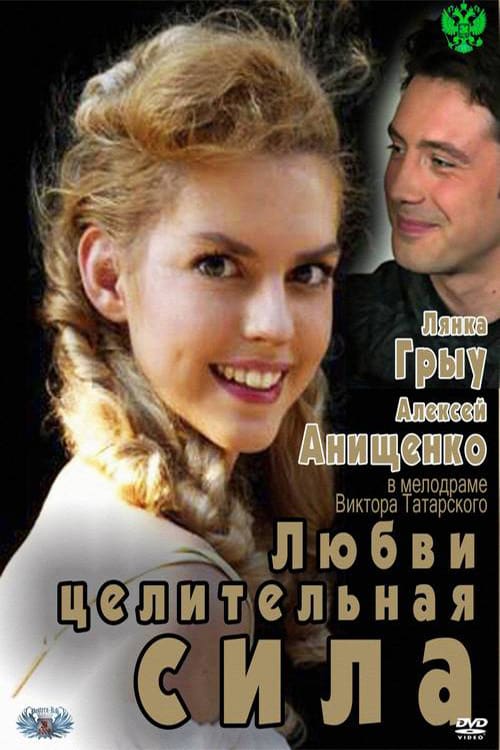 Лянка
Грыу
Алексей
Анищенко
в мелодраме
Виктора Татарского
Любви
целительная
сила
DVD
VIDEO